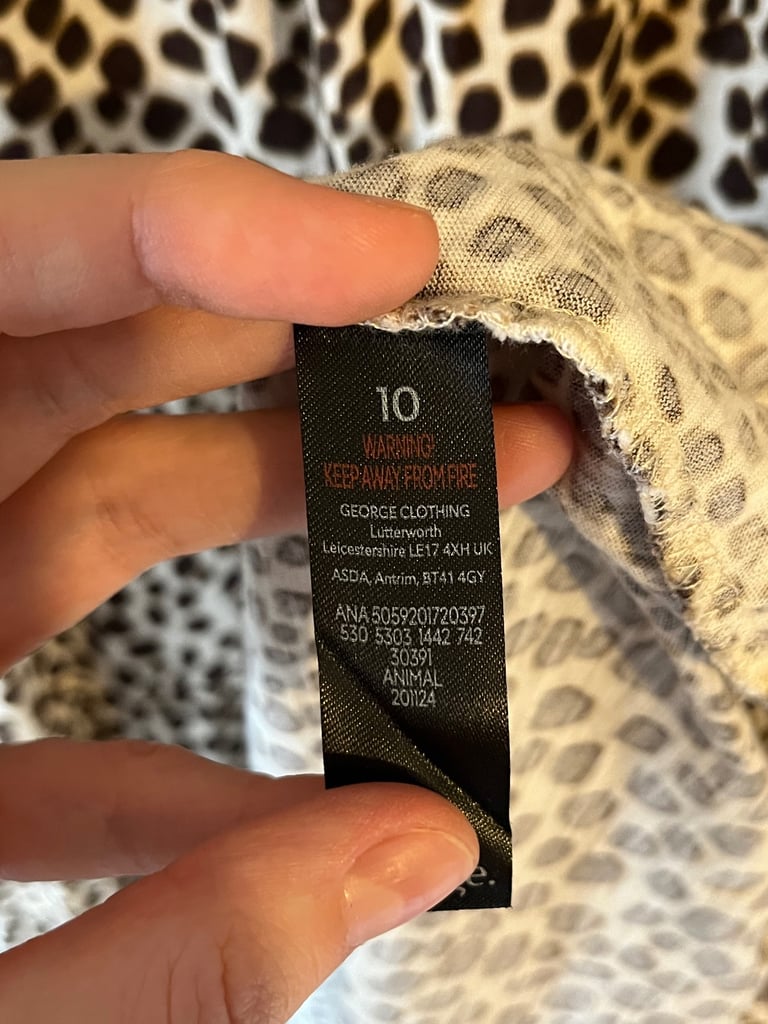 10
WARNING!
KEEP AWAY FROM FIRE
GEORGE CLOTHING
Lutterworth
Leicestershire LE17 4XH UK
ASDA, Antrim, BT41 4GY
ANA 5059201720397
530 5303 1442 742
30391
ANIMAL
201124